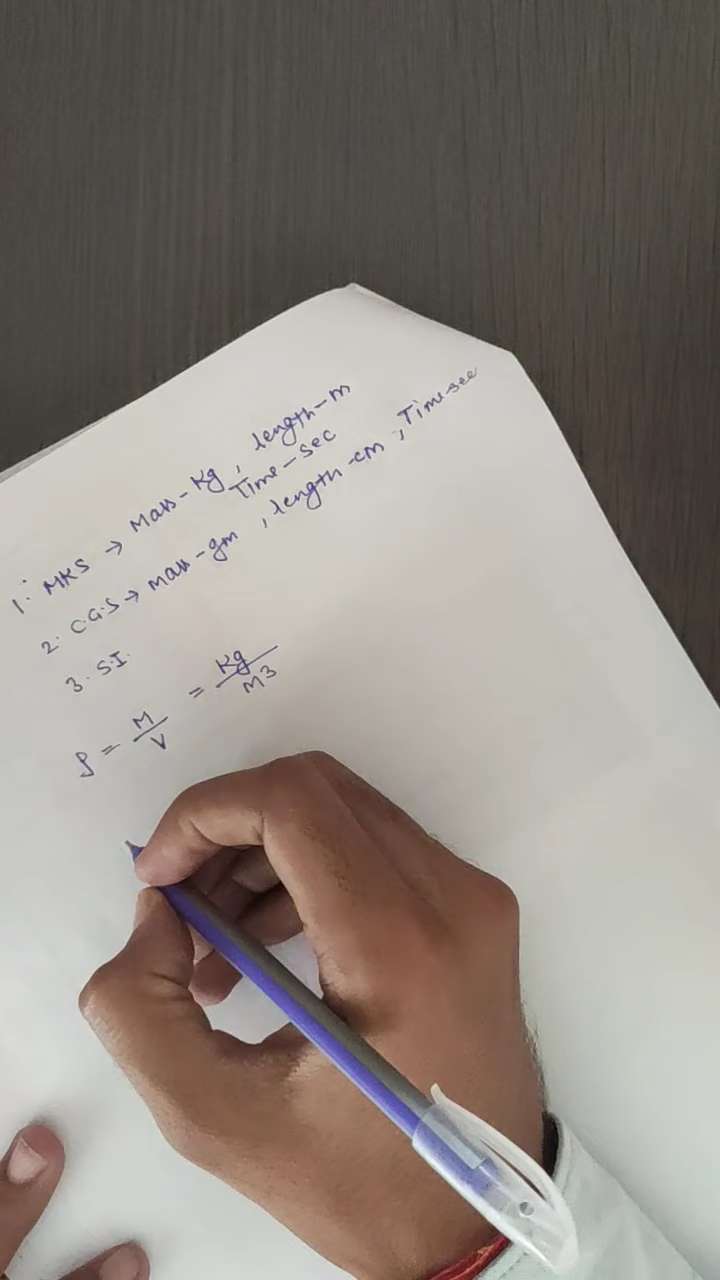 1. MKS → Mass - Kg, length - m
Time - sec
2. C.G.S → mass - gm, length - cm, Time - sec
3. S.I.
ρ = M/V = Kg/M3